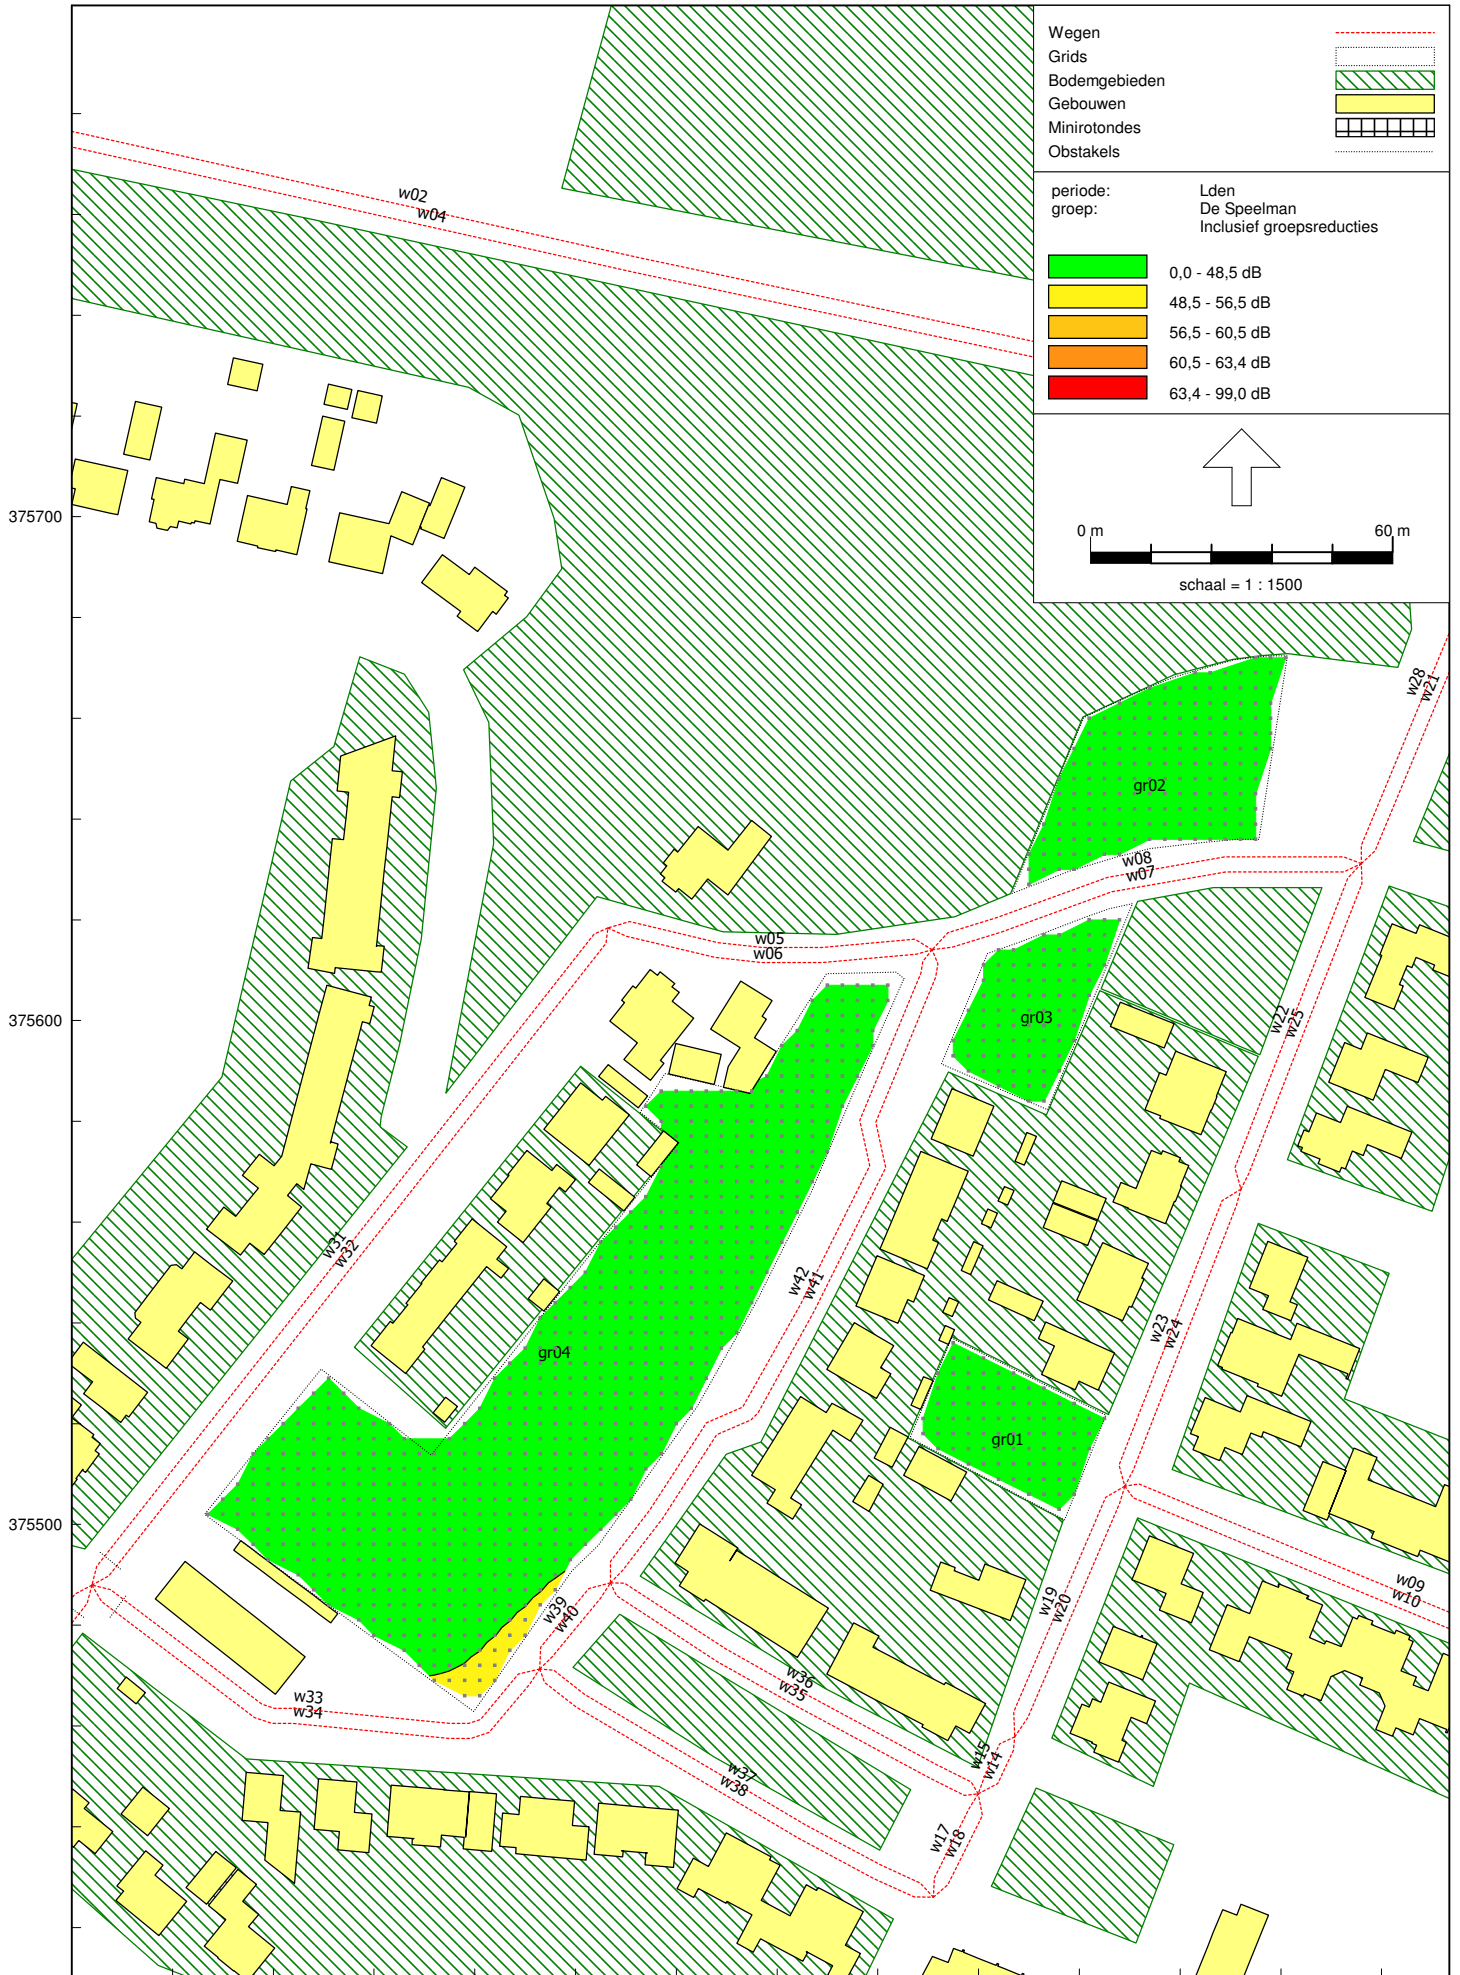 Wegen
Grids
Bodemgebieden
Gebouwen
Minirotondes
Obstakels
periode: Lden
groep: De Speelman
Inclusief groepsreducties
0,0 - 48,5 dB
48,5 - 56,5 dB
56,5 - 60,5 dB
60,5 - 63,4 dB
63,4 - 99,0 dB
0 m 60 m
schaal = 1 : 1500
w02
w04
375700
w28
w21
gr02
w08
w07
w05
w06
gr03
375600
w22
w25
w31
w32
w42
w41
w23
w24
gr04
gr01
375500
w39
w40
w19
w20
w09
w10
w36
w35
w33
w34
w15
w14
w37
w38
w17
w18